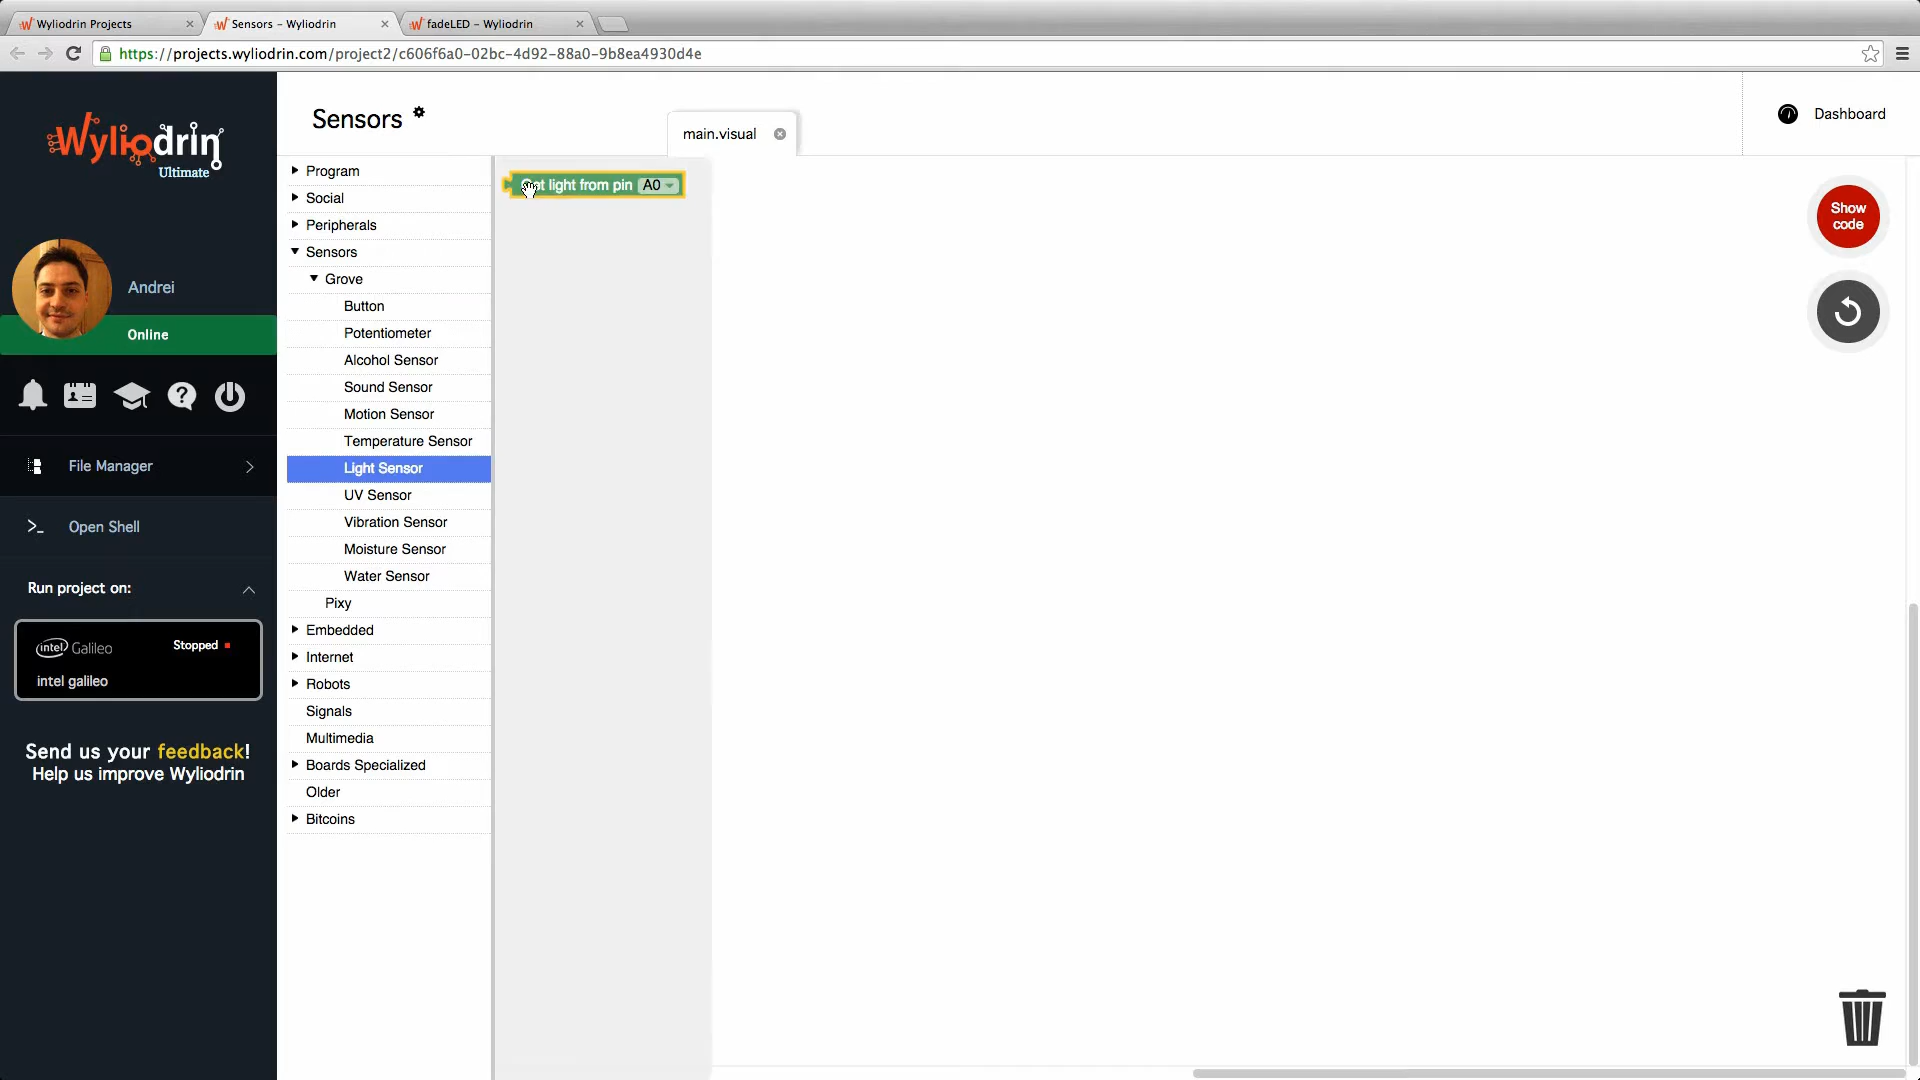 Wyliodrin Projects
Sensors – Wyliodrin
fadeLED – Wyliodrin
https://projects.wyliodrin.com/project2/c606f6a0-02bc-4d92-88a0-9b8ea4930d4e
Wyliodrin
Ultimate
Sensors
main.visual
Dashboard
Andrei
Online
File Manager
>_ Open Shell
Run project on:
intel Galileo
Stopped
intel galileo
Send us your feedback!
Help us improve Wyliodrin
Program
Social
Peripherals
Sensors
Grove
Button
Potentiometer
Alcohol Sensor
Sound Sensor
Motion Sensor
Temperature Sensor
Light Sensor
UV Sensor
Vibration Sensor
Moisture Sensor
Water Sensor
Pixy
Embedded
Internet
Robots
Signals
Multimedia
Boards Specialized
Older
Bitcoins
Get light from pin A0
Show
code